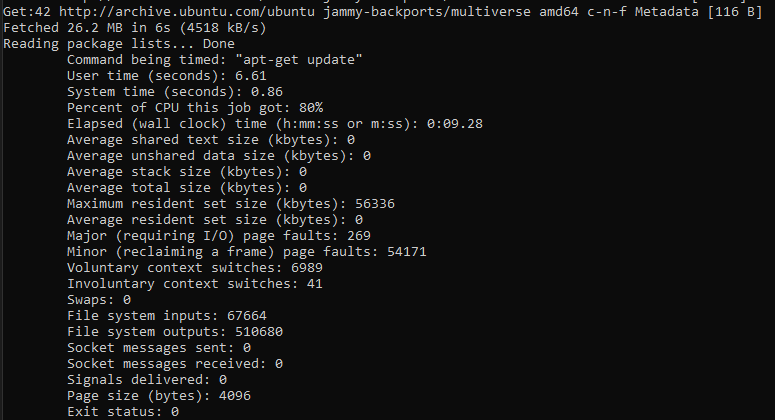 Get:42 http://archive.ubuntu.com/ubuntu jammy-backports/multiverse amd64 c-n-f Metadata [116 B]
Fetched 26.2 MB in 6s (4518 kB/s)
Reading package lists... Done
Command being timed: "apt-get update"
User time (seconds): 6.61
System time (seconds): 0.86
Percent of CPU this job got: 80%
Elapsed (wall clock) time (h:mm:ss or m:ss): 0:09.28
Average shared text size (kbytes): 0
Average unshared data size (kbytes): 0
Average stack size (kbytes): 0
Average total size (kbytes): 0
Maximum resident set size (kbytes): 56336
Average resident set size (kbytes): 0
Major (requiring I/O) page faults: 269
Minor (reclaiming a frame) page faults: 54171
Voluntary context switches: 6989
Involuntary context switches: 41
Swaps: 0
File system inputs: 67664
File system outputs: 510680
Socket messages sent: 0
Socket messages received: 0
Signals delivered: 0
Page size (bytes): 4096
Exit status: 0